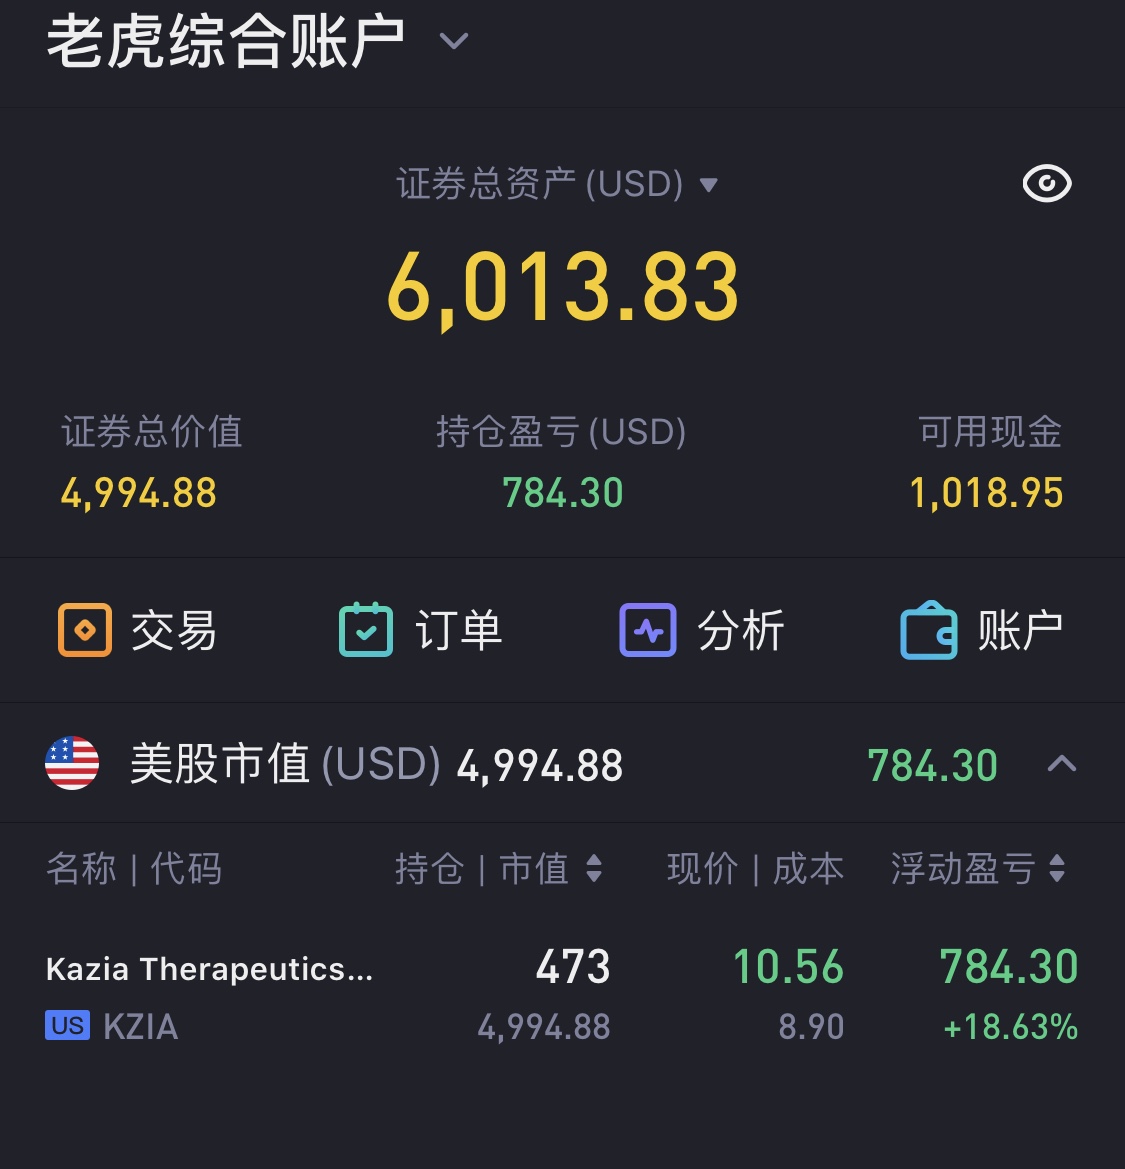 老虎综合账户
证券总资产(USD)
6,013.83
证券总价值 持仓盈亏(USD) 可用现金
4,994.88 784.30 1,018.95
交易 订单 分析 账户
美股市值(USD) 4,994.88 784.30
名称 | 代码 持仓 | 市值 现价 | 成本 浮动盈亏
Kazia Therapeutics... 473 10.56 784.30
US KZIA 4,994.88 8.90 +18.63%